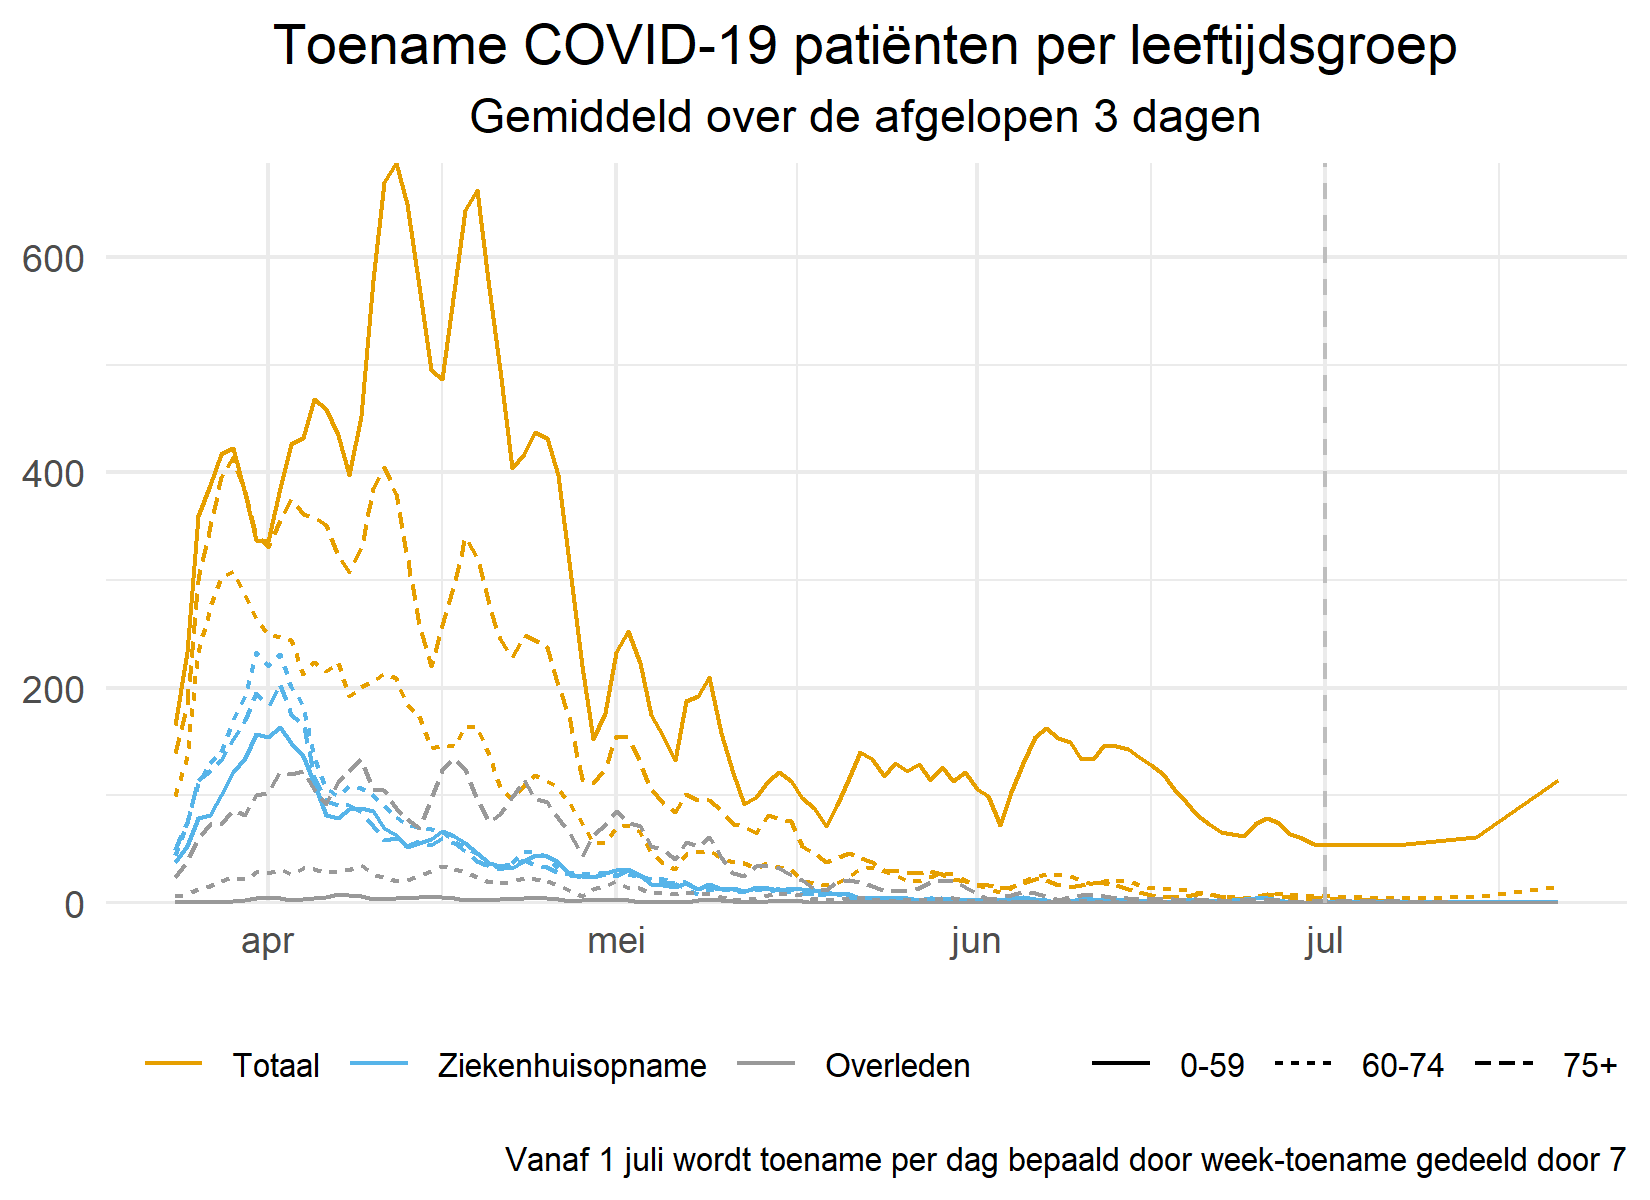 Toename COVID-19 patiënten per leeftijdsgroep
Gemiddeld over de afgelopen 3 dagen
600
400
200
0
apr mei jun jul
Totaal Ziekenhuisopname Overleden 0-59 60-74 75+
Vanaf 1 juli wordt toename per dag bepaald door week-toename gedeeld door 7